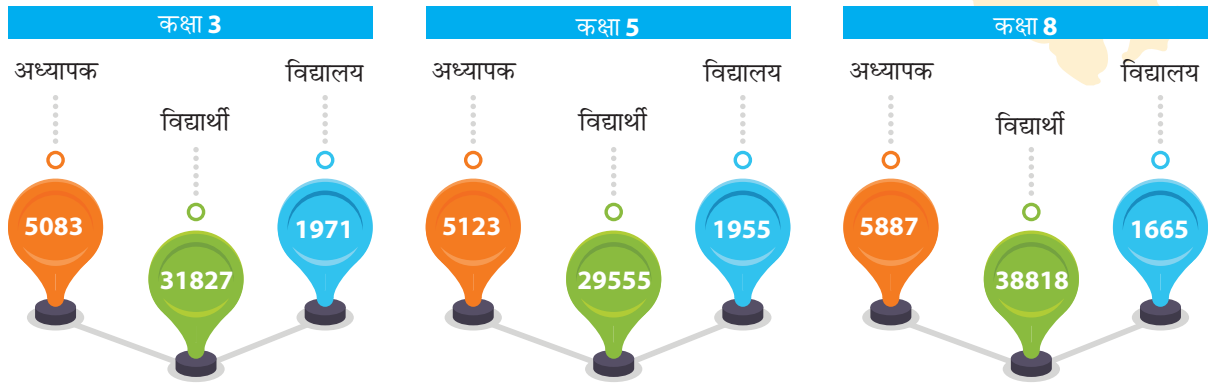 कक्षा 3
अध्यापक
विद्यार्थी
विद्यालय
5083
31827
1971
कक्षा 5
अध्यापक
विद्यार्थी
विद्यालय
5123
29555
1955
कक्षा 8
अध्यापक
विद्यार्थी
विद्यालय
5887
38818
1665